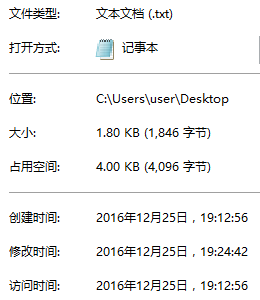 文件类型: 文本文档 (.txt)
打开方式: 记事本
位置: C:\Users\user\Desktop
大小: 1.80 KB (1,846 字节)
占用空间: 4.00 KB (4,096 字节)
创建时间: 2016年12月25日，19:12:56
修改时间: 2016年12月25日，19:24:42
访问时间: 2016年12月25日，19:12:56